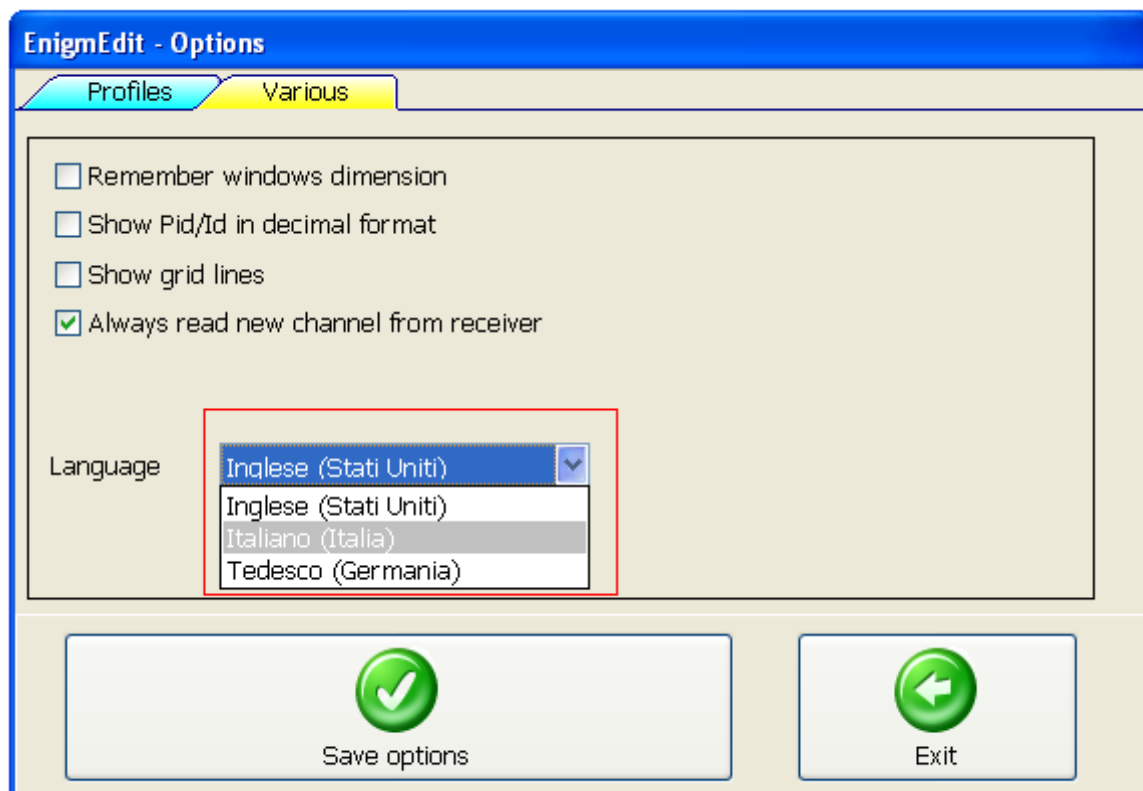 EnigmEdit - Options
Profiles Various
Remember windows dimension
Show Pid/Id in decimal format
Show grid lines
Always read new channel from receiver
Language Inglese (Stati Uniti)
Inglese (Stati Uniti)
Italiano (Italia)
Tedesco (Germania)
Save options Exit